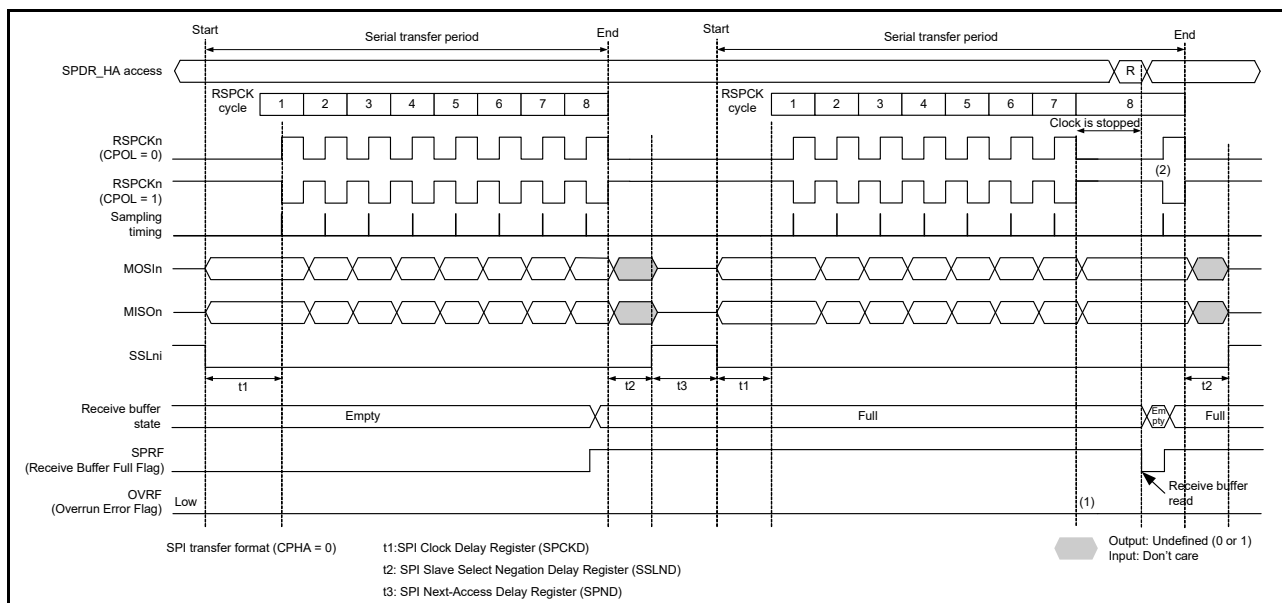 Start End Start End
Serial transfer period Serial transfer period
SPDR_HA access R
RSPCK cycle 1 2 3 4 5 6 7 8 RSPCK cycle 1 2 3 4 5 6 7 8
Clock is stopped
RSPCKn
(CPOL = 0)
(2)
RSPCKn
(CPOL = 1)
Sampling
timing
MOSIn
MISOn
SSLni
t1 t2 t3 t1 t2
Receive buffer
state
Empty Full Em
pty Full
SPRF
(Receive Buffer Full Flag)
Receive buffer
read
OVRF
(Overrun Error Flag)
Low (1)
SPI transfer format (CPHA = 0)
t1:SPI Clock Delay Register (SPCKD)
t2: SPI Slave Select Negation Delay Register (SSLND)
t3: SPI Next-Access Delay Register (SPND)
Output: Undefined (0 or 1)
Input: Don't care